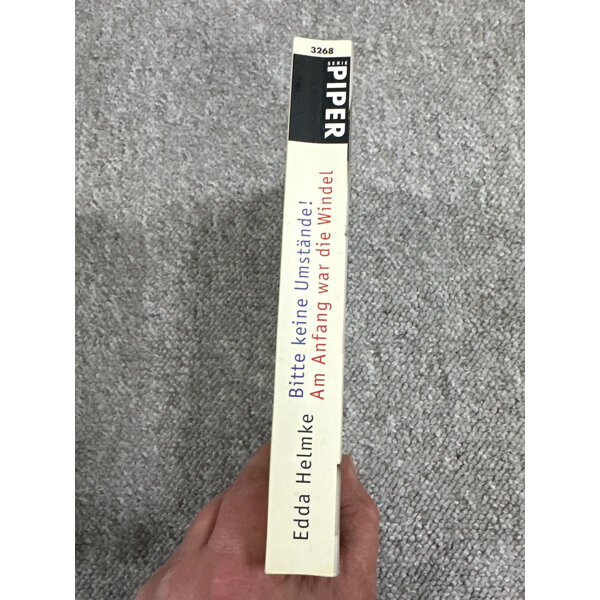 3268
SERIE
PIPER
Edda Helmke
Bitte keine Umstände!
Am Anfang war die Windel